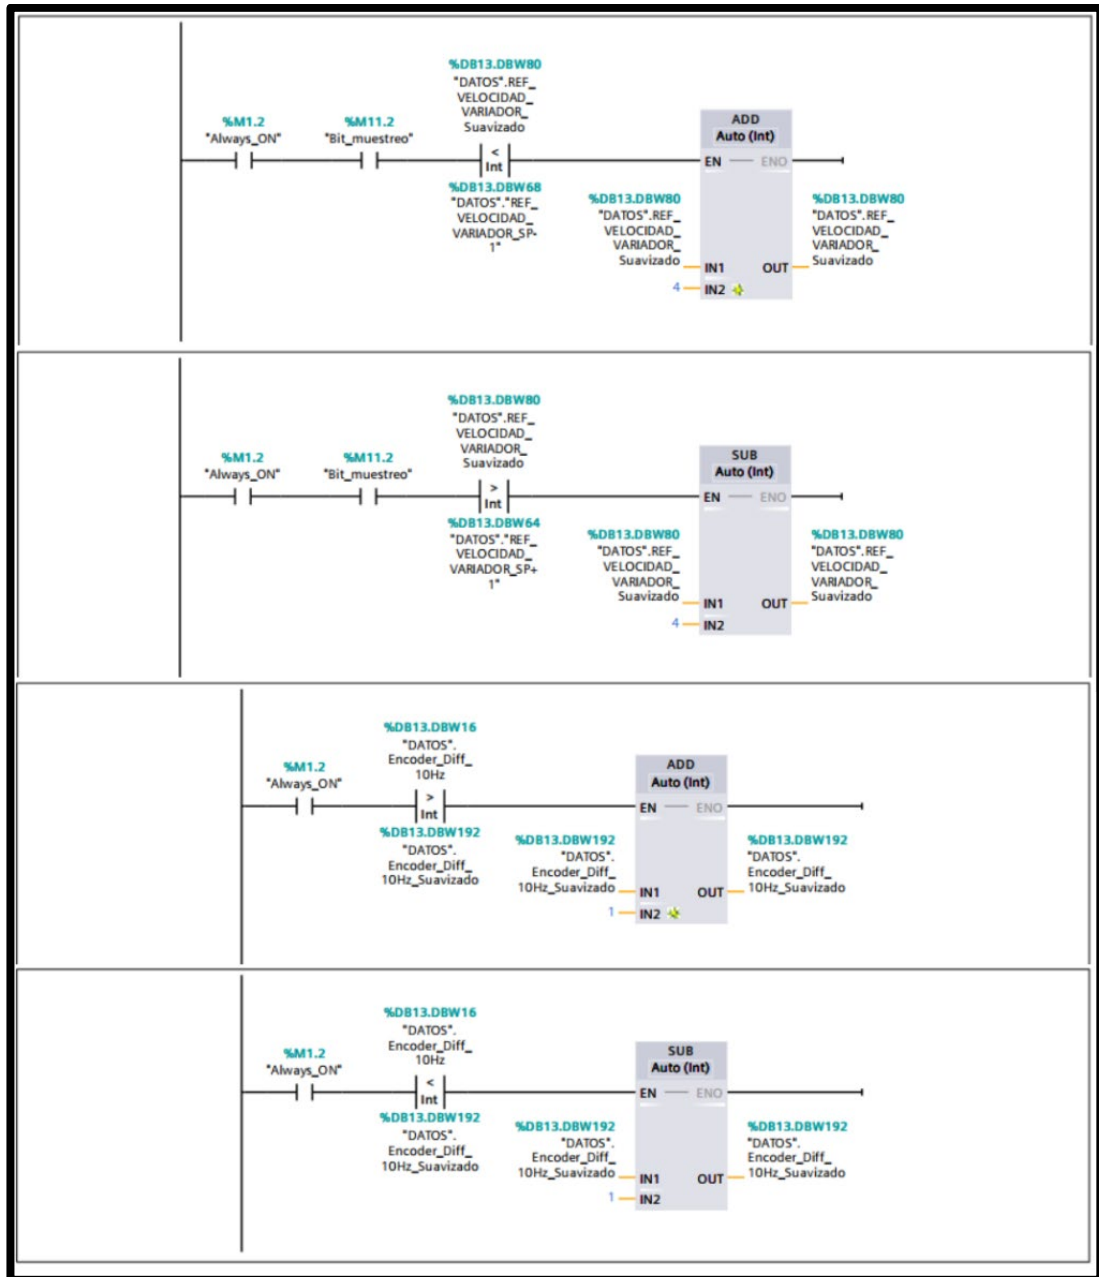 %DB13.DBW80
"DATOS".REF_
VELOCIDAD_
VARIADOR_
Suavizado
%M1.2
"Always_ON"
%M11.2
"Bit_muestreo"
<
Int
%DB13.DBW68
"DATOS"."REF_
VELOCIDAD_
VARIADOR_SP-
1"
ADD
Auto (Int)
EN
ENO
%DB13.DBW80
"DATOS".REF_
VELOCIDAD_
VARIADOR_
Suavizado
IN1
4
IN2
OUT
%DB13.DBW80
"DATOS".REF_
VELOCIDAD_
VARIADOR_
Suavizado
%DB13.DBW80
"DATOS".REF_
VELOCIDAD_
VARIADOR_
Suavizado
%M1.2
"Always_ON"
%M11.2
"Bit_muestreo"
>
Int
%DB13.DBW64
"DATOS"."REF_
VELOCIDAD_
VARIADOR_SP+
1"
SUB
Auto (Int)
EN
ENO
%DB13.DBW80
"DATOS".REF_
VELOCIDAD_
VARIADOR_
Suavizado
IN1
4
IN2
OUT
%DB13.DBW80
"DATOS".REF_
VELOCIDAD_
VARIADOR_
Suavizado
%DB13.DBW16
"DATOS".
Encoder_Diff_
10Hz
%M1.2
"Always_ON"
>
Int
%DB13.DBW192
"DATOS".
Encoder_Diff_
10Hz_Suavizado
ADD
Auto (Int)
EN
ENO
%DB13.DBW192
"DATOS".
Encoder_Diff_
10Hz_Suavizado
IN1
1
IN2
OUT
%DB13.DBW192
"DATOS".
Encoder_Diff_
10Hz_Suavizado
%DB13.DBW16
"DATOS".
Encoder_Diff_
10Hz
%M1.2
"Always_ON"
<
Int
%DB13.DBW192
"DATOS".
Encoder_Diff_
10Hz_Suavizado
SUB
Auto (Int)
EN
ENO
%DB13.DBW192
"DATOS".
Encoder_Diff_
10Hz_Suavizado
IN1
1
IN2
OUT
%DB13.DBW192
"DATOS".
Encoder_Diff_
10Hz_Suavizado